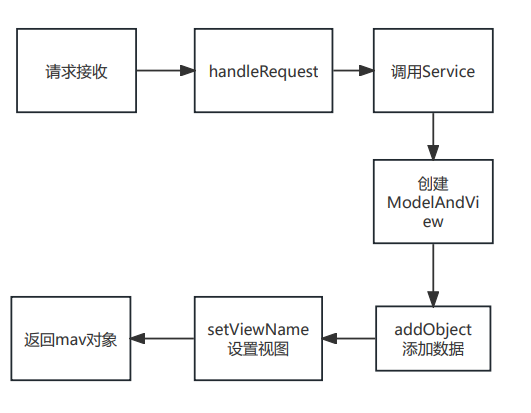 请求接收
handleRequest
调用Service
创建
ModelAndVi
ew
addObject
添加数据
setViewName
设置视图
返回mav对象